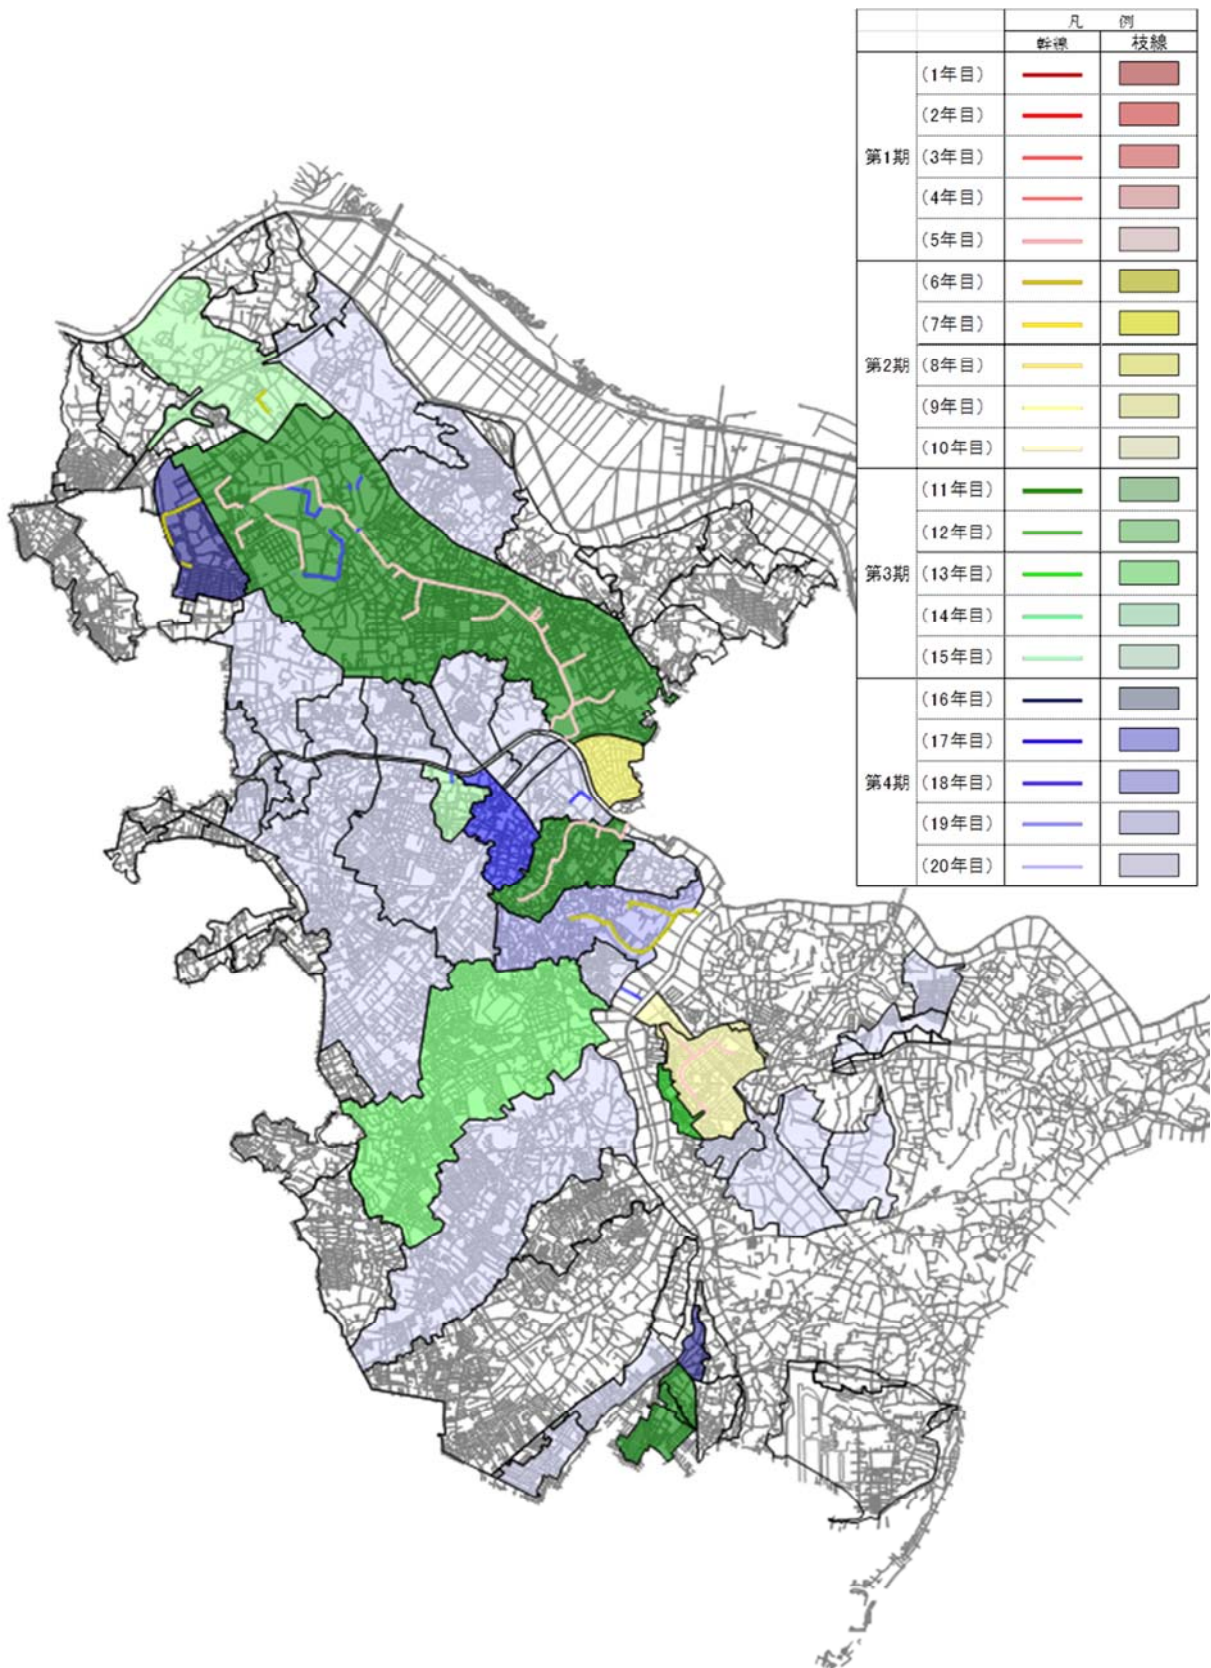 凡 例
幹線 枝線
第1期
(1年目)
(2年目)
(3年目)
(4年目)
(5年目)
第2期
(6年目)
(7年目)
(8年目)
(9年目)
(10年目)
第3期
(11年目)
(12年目)
(13年目)
(14年目)
(15年目)
第4期
(16年目)
(17年目)
(18年目)
(19年目)
(20年目)